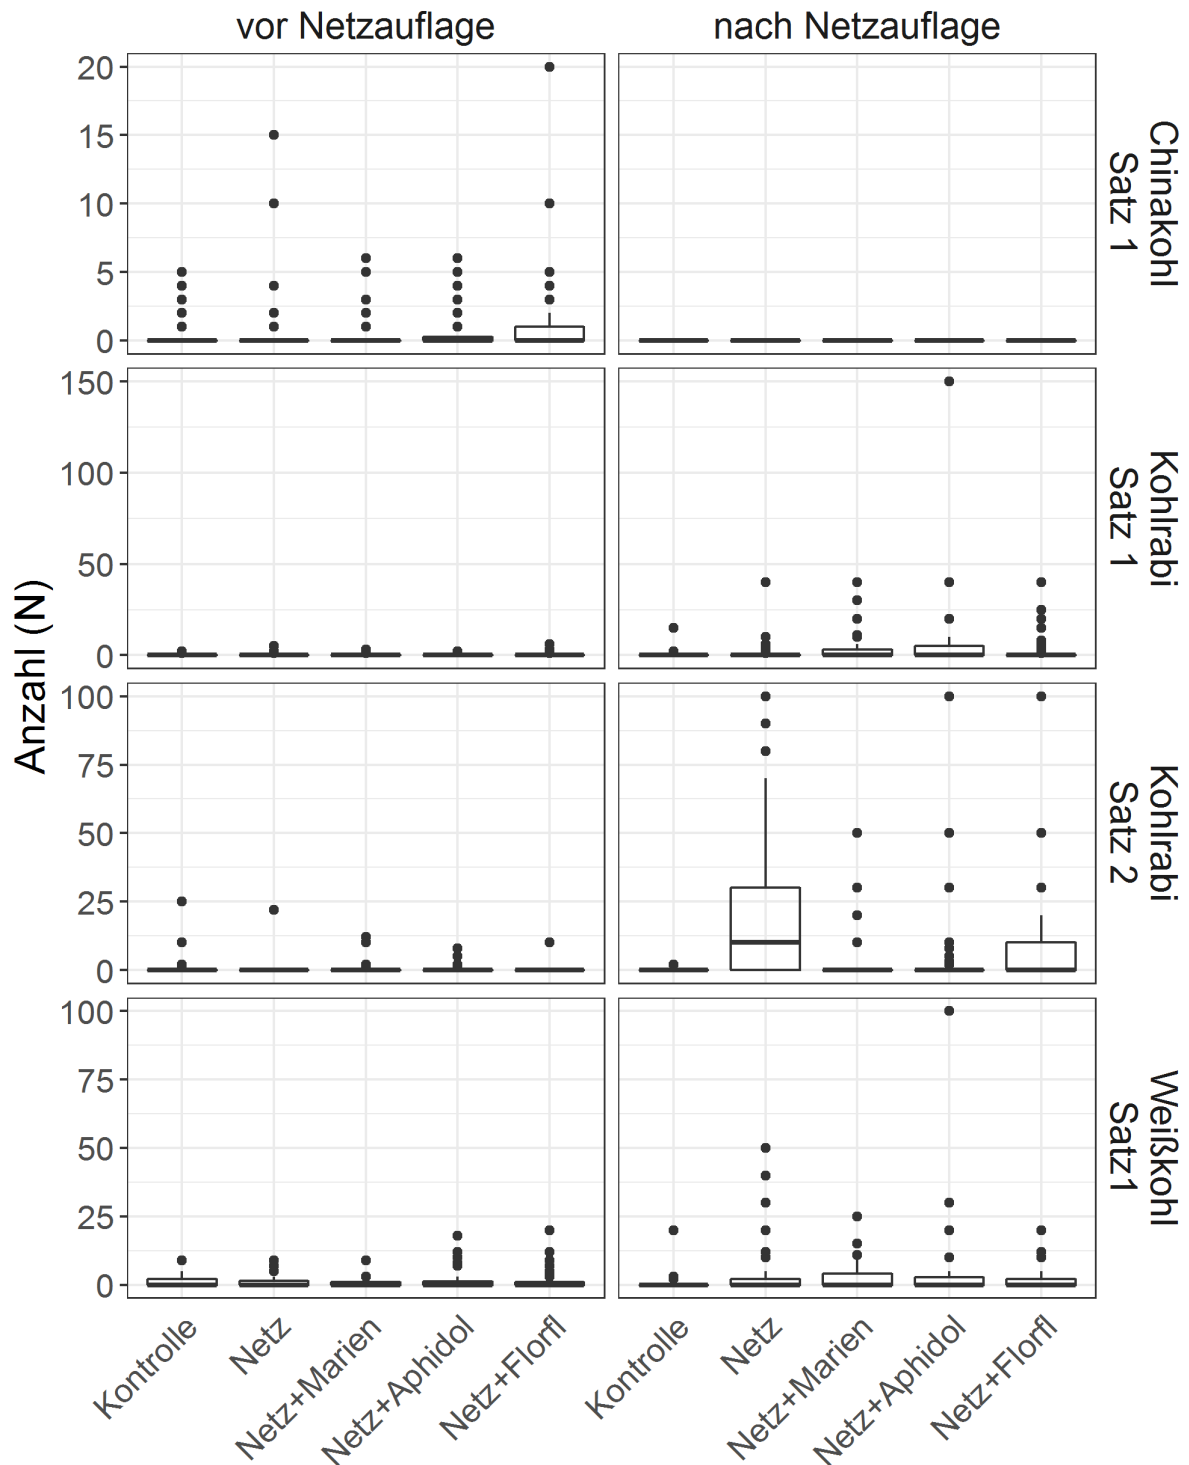 vor Netzauflage
nach Netzauflage
Anzahl (N)
20
15
10
5
0
Chinakohl
Satz 1
150
100
50
0
Kohlrabi
Satz 1
100
75
50
25
0
Kohlrabi
Satz 2
100
75
50
25
0
Weißkohl
Satz1
Kontrolle
Netz
Netz+Marien
Netz+Aphidol
Netz+Florfl
Kontrolle
Netz
Netz+Marien
Netz+Aphidol
Netz+Florfl